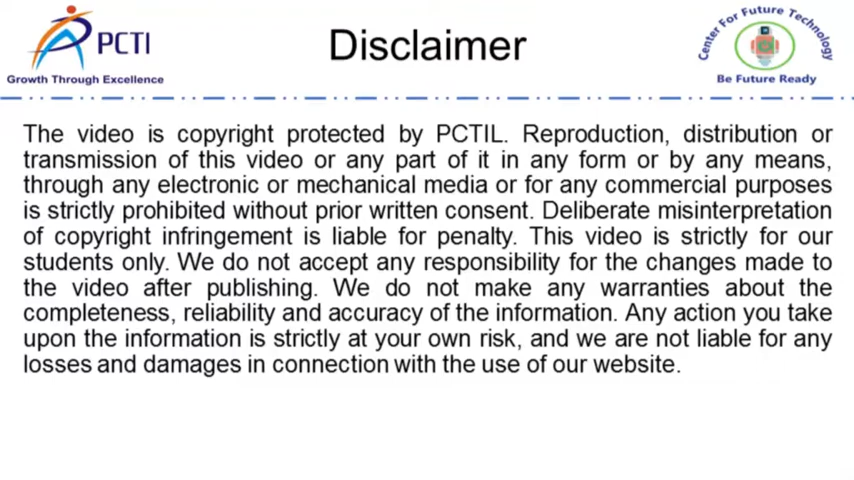 PCTI
Growth Through Excellence
Disclaimer
Center For Future Technology
Be Future Ready
The video is copyright protected by PCTIL. Reproduction, distribution or
transmission of this video or any part of it in any form or by any means,
through any electronic or mechanical media or for any commercial purposes
is strictly prohibited without prior written consent. Deliberate misinterpretation
of copyright infringement is liable for penalty. This video is strictly for our
students only. We do not accept any responsibility for the changes made to
the video after publishing. We do not make any warranties about the
completeness, reliability and accuracy of the information. Any action you take
upon the information is strictly at your own risk, and we are not liable for any
losses and damages in connection with the use of our website.